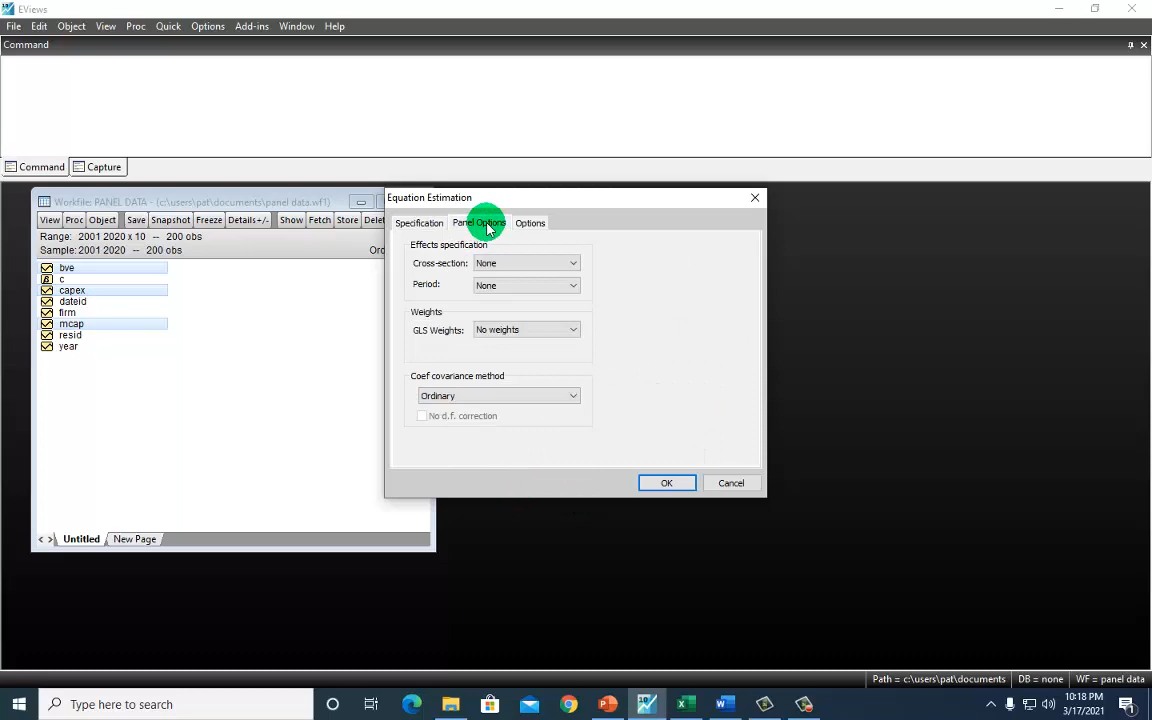 EViews
File Edit Object View Proc Quick Options Add-ins Window Help
Command
Command Capture
Workfile: PANEL DATA - (c:\users\pat\documents\panel data.wf1)
View Proc Object Save Snapshot Freeze Details+/- Show Fetch Store Delet
Range: 2001 2020 x 10 -- 200 obs
Sample: 2001 2020 -- 200 obs Ord
bve
c
capex
dateid
firm
mcap
resid
year
Untitled New Page
Equation Estimation
Specification Panel Options Options
Effects specification
Cross-section: None
Period: None
Weights
GLS Weights: No weights
Coef covariance method
Ordinary
No d.f. correction
OK Cancel
Path = c:\users\pat\documents DB = none WF = panel data
Type here to search
10:18 PM
3/17/2021
1